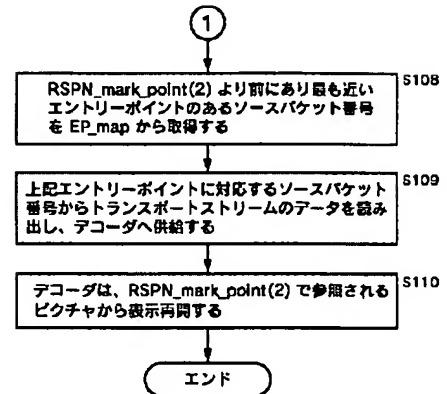 1
RSPN_mark_point(2) より前にあり最も近い
エントリーポイントのあるソースパケット番号
を EP_map から取得する
S108
上記エントリーポイントに対応するソースパケット
番号からトランスポートストリームのデータを読み
出し、デコーダへ供給する
S109
デコーダは、RSPN_mark_point(2) で参照される
ピクチャから表示再開する
S110
エンド